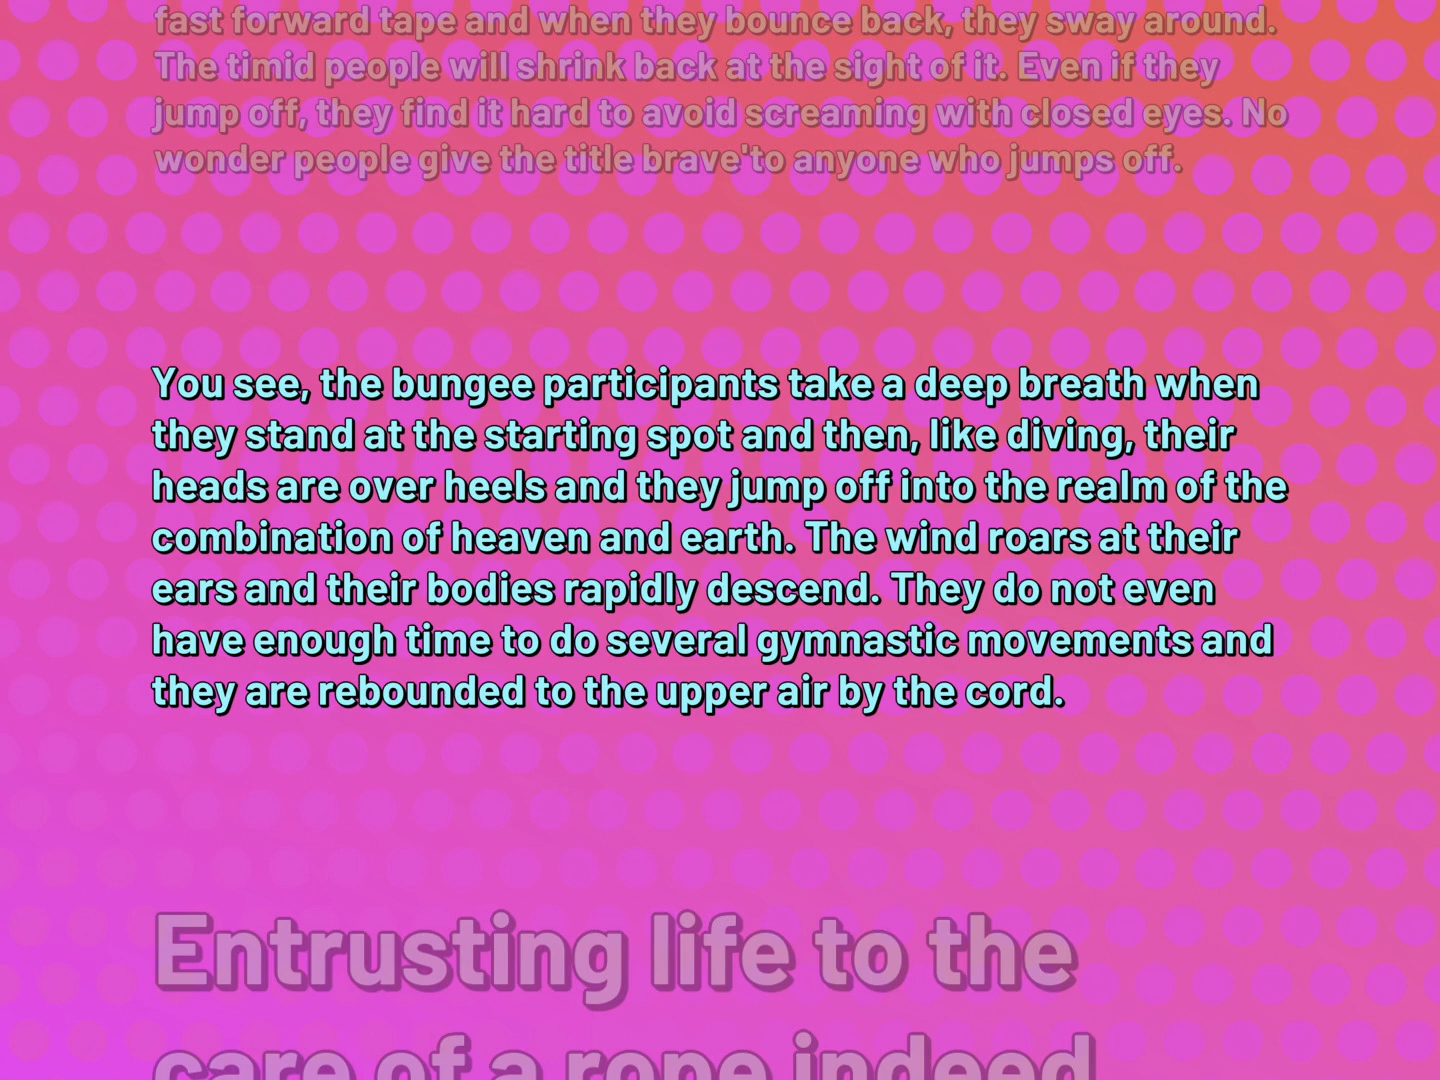 fast forward tape and when they bounce back, they sway around.
The timid people will shrink back at the sight of it. Even if they
jump off, they find it hard to avoid screaming with closed eyes. No
wonder people give the title brave'to anyone who jumps off.
You see, the bungee participants take a deep breath when
they stand at the starting spot and then, like diving, their
heads are over heels and they jump off into the realm of the
combination of heaven and earth. The wind roars at their
ears and their bodies rapidly descend. They do not even
have enough time to do several gymnastic movements and
they are rebounded to the upper air by the cord.
Entrusting life to the
care of a rope indeed